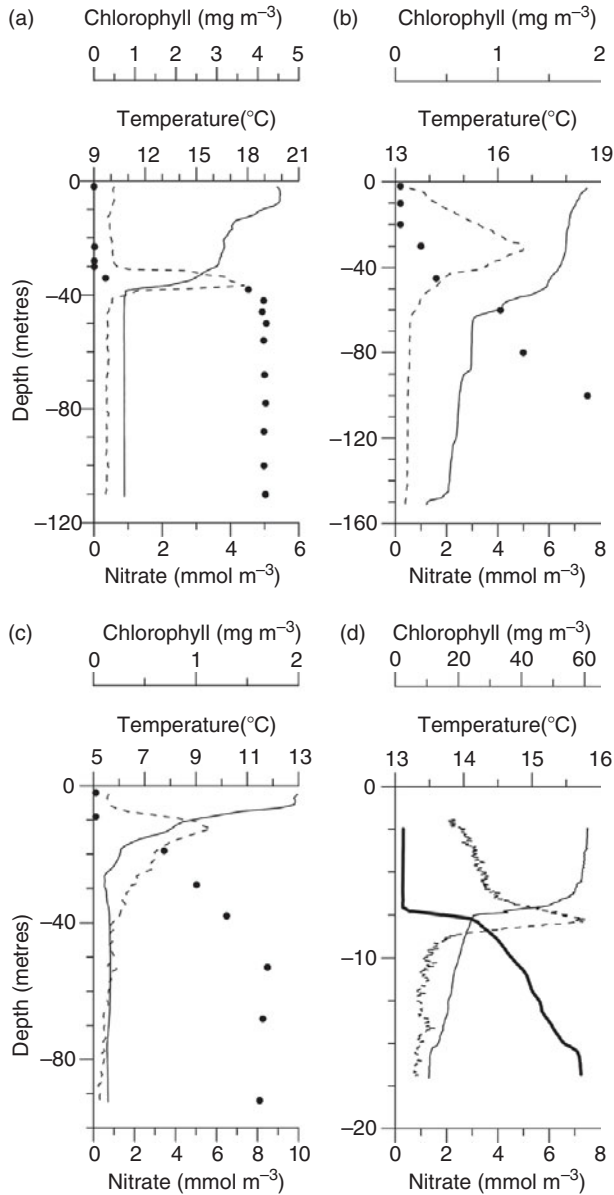 (a) Chlorophyll (mg m⁻³)
0 1 2 3 4 5
Temperature(°C)
9 11 13 15 17 19 21
0
−40
−80
−120
Depth (metres)
0 2 4 6
Nitrate (mmol m⁻³)
(b) Chlorophyll (mg m⁻³)
0 1 2
Temperature(°C)
13 16 19
0
−40
−80
−120
−160
0 2 4 6 8
Nitrate (mmol m⁻³)
(c) Chlorophyll (mg m⁻³)
0 1 2
Temperature(°C)
5 7 9 11 13
0
−40
−80
Depth (metres)
0 2 4 6 8 10
Nitrate (mmol m⁻³)
(d) Chlorophyll (mg m⁻³)
0 20 40 60
Temperature(°C)
13 14 15 16
0
−10
−20
0 2 4 6 8
Nitrate (mmol m⁻³)